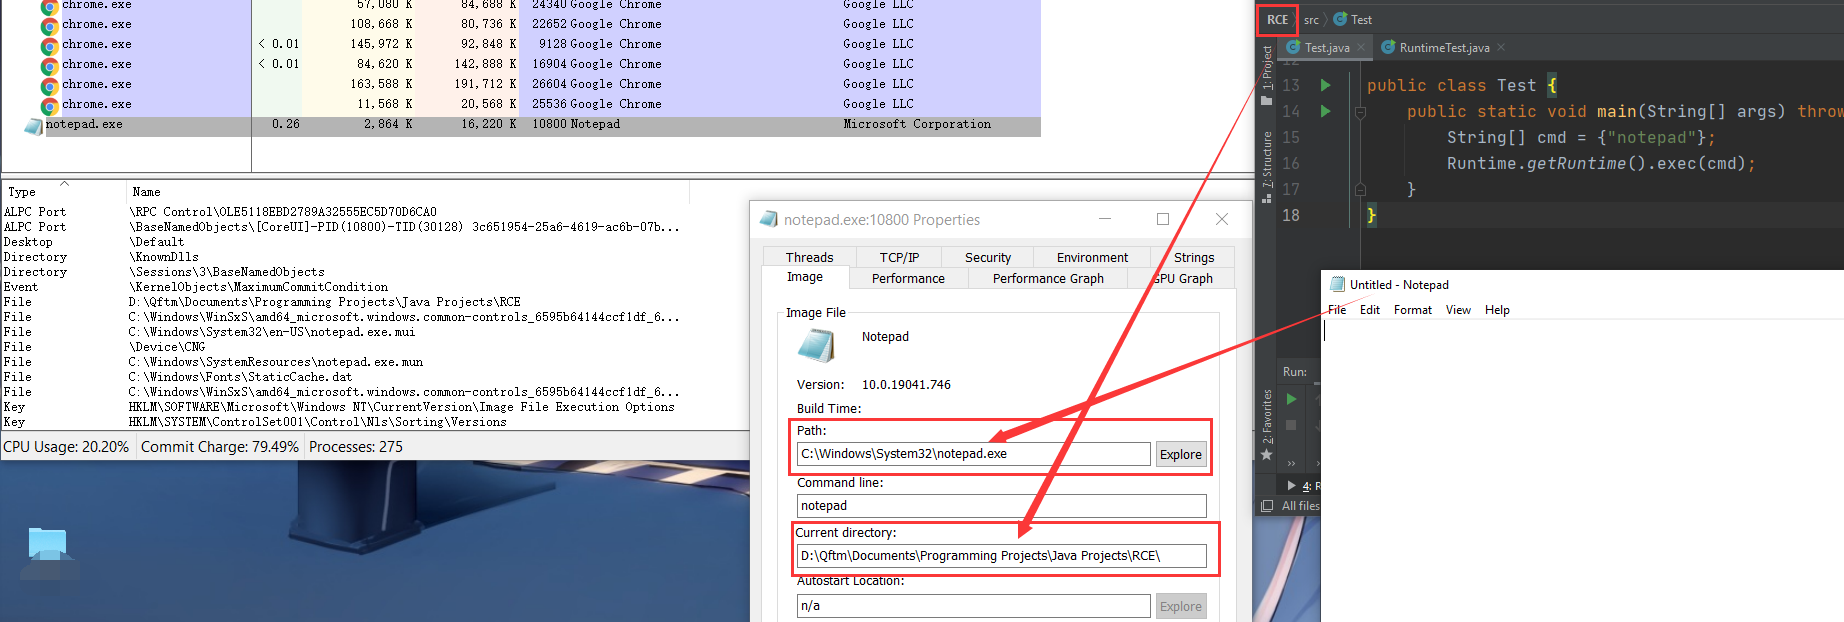 chrome.exe 57,080 K 84,688 K 24340 Google Chrome Google LLC
chrome.exe 108,668 K 80,736 K 22652 Google Chrome Google LLC
chrome.exe < 0.01 145,972 K 92,848 K 9128 Google Chrome Google LLC
chrome.exe < 0.01 84,620 K 142,888 K 16904 Google Chrome Google LLC
chrome.exe 163,588 K 191,712 K 26604 Google Chrome Google LLC
chrome.exe 11,568 K 20,568 K 25536 Google Chrome Google LLC
notepad.exe 0.26 2,864 K 16,220 K 10800 Notepad Microsoft Corporation
Type Name
ALPC Port \RPC Control\OLE5118EBD2789A32555EC5D70D6CA0
ALPC Port \BaseNamedObjects\[CoreUI]-PID(10800)-TID(30128) 3c651954-25a6-4619-ac6b-07b...
Desktop \Default
Directory \KnownDlls
Directory \Sessions\3\BaseNamedObjects
Event \KernelObjects\MaximumCommitCondition
File D:\Qftm\Documents\Programming Projects\Java Projects\RCE
File C:\Windows\WinSxS\amd64_microsoft.windows.common-controls_6595b64144ccf1df_6...
File C:\Windows\System32\en-US\notepad.exe.mui
File \Device\CNG
File C:\Windows\SystemResources\notepad.exe.mun
File C:\Windows\Fonts\StaticCache.dat
File C:\Windows\WinSxS\amd64_microsoft.windows.common-controls_6595b64144ccf1df_6...
Key HKLM\SOFTWARE\Microsoft\Windows NT\CurrentVersion\Image File Execution Options
Key HKLM\SYSTEM\ControlSet001\Control\Nls\Sorting\Versions
CPU Usage: 20.20% Commit Charge: 79.49% Processes: 275
notepad.exe:10800 Properties
Threads TCP/IP Security Environment Strings
Image Performance Performance Graph GPU Graph
Image File
Notepad
Version: 10.0.19041.746
Build Time:
Path:
C:\Windows\System32\notepad.exe Explore
Command line:
notepad
Current directory:
D:\Qftm\Documents\Programming Projects\Java Projects\RCE\
Autostart Location:
n/a Explore
RCE src Test
Test.java RuntimeTest.java
1: Project
7: Structure
2: Favorites
12
13 public class Test {
14 public static void main(String[] args) throw
15 String[] cmd = {"notepad"};
16 Runtime.getRuntime().exec(cmd);
17 }
18 }
Run:
4: R
All files
Untitled - Notepad
File Edit Format View Help